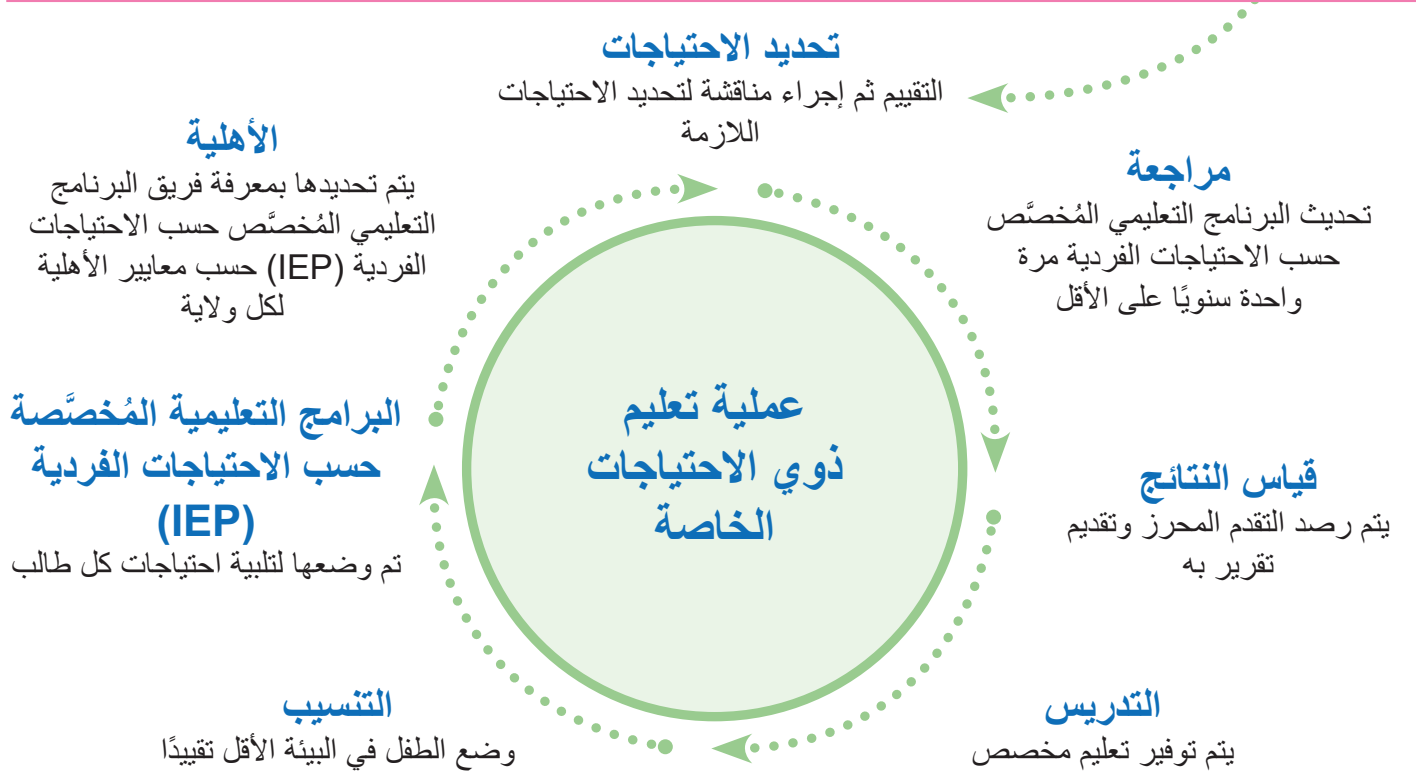 تحديد الاحتياجات
التقييم ثم إجراء مناقشة لتحديد الاحتياجات
اللازمة
مراجعة
تحديث البرنامج التعليمي المُخصَّص
حسب الاحتياجات الفردية مرة
واحدة سنويًا على الأقل
قياس النتائج
يتم رصد التقدم المحرز وتقديم
تقرير به
التدريس
يتم توفير تعليم مخصص
التنسيب
وضع الطفل في البيئة الأقل تقييدًا
البرامج التعليمية المُخصَّصة
حسب الاحتياجات الفردية
(IEP)
تم وضعها لتلبية احتياجات كل طالب
الأهلية
يتم تحديدها بمعرفة فريق البرنامج
التعليمي المُخصَّص حسب الاحتياجات
الفردية (IEP) حسب معايير الأهلية
لكل ولاية
عملية تعليم
ذوي الاحتياجات
الخاصة